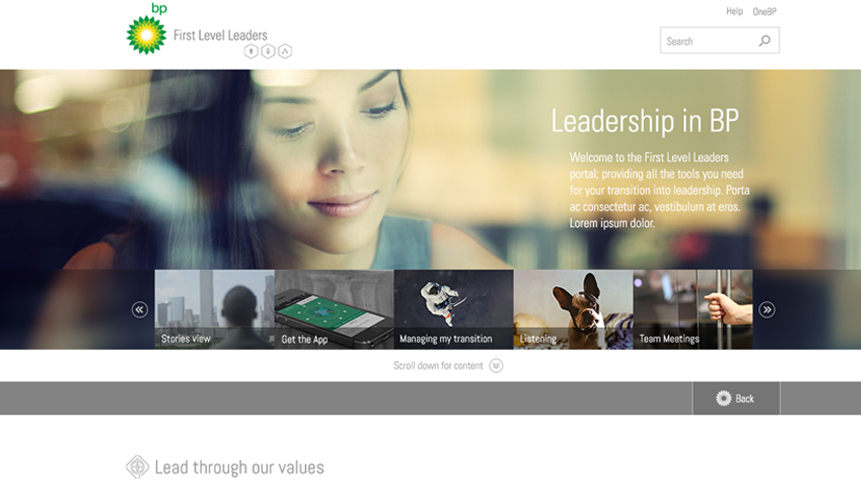 bp
First Level Leaders
Help OneBP
Search
Leadership in BP
Welcome to the First Level Leaders
portal; providing all the tools you need
for your transition into leadership. Porta
ac consectetur ac, vestibulum at eros.
Lorem ipsum dolor.
Stories view
Get the App
Managing my transition
Listening
Team Meetings
Scroll down for content
Back
Lead through our values